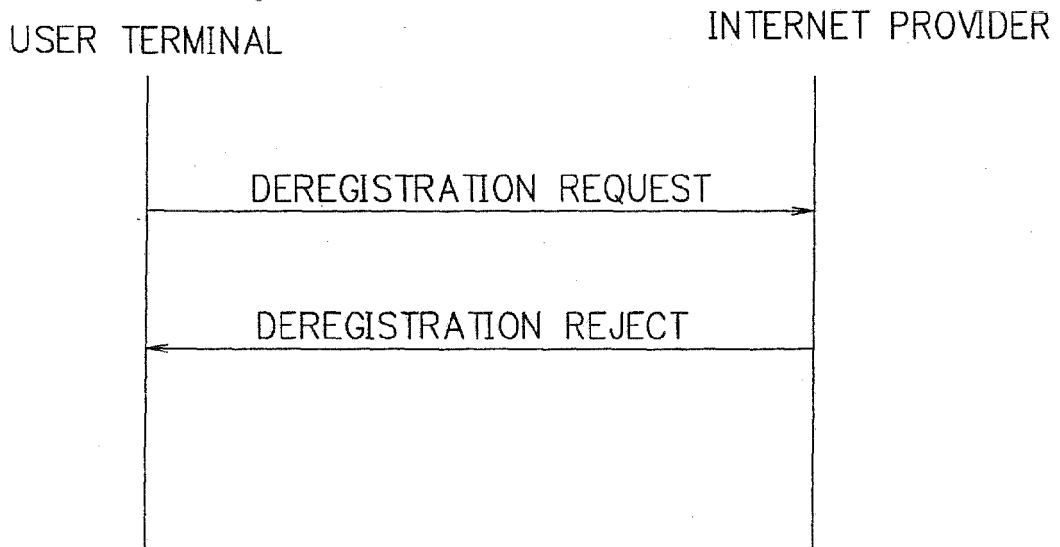 USER TERMINAL
INTERNET PROVIDER
DEREGISTRATION REQUEST
DEREGISTRATION REJECT